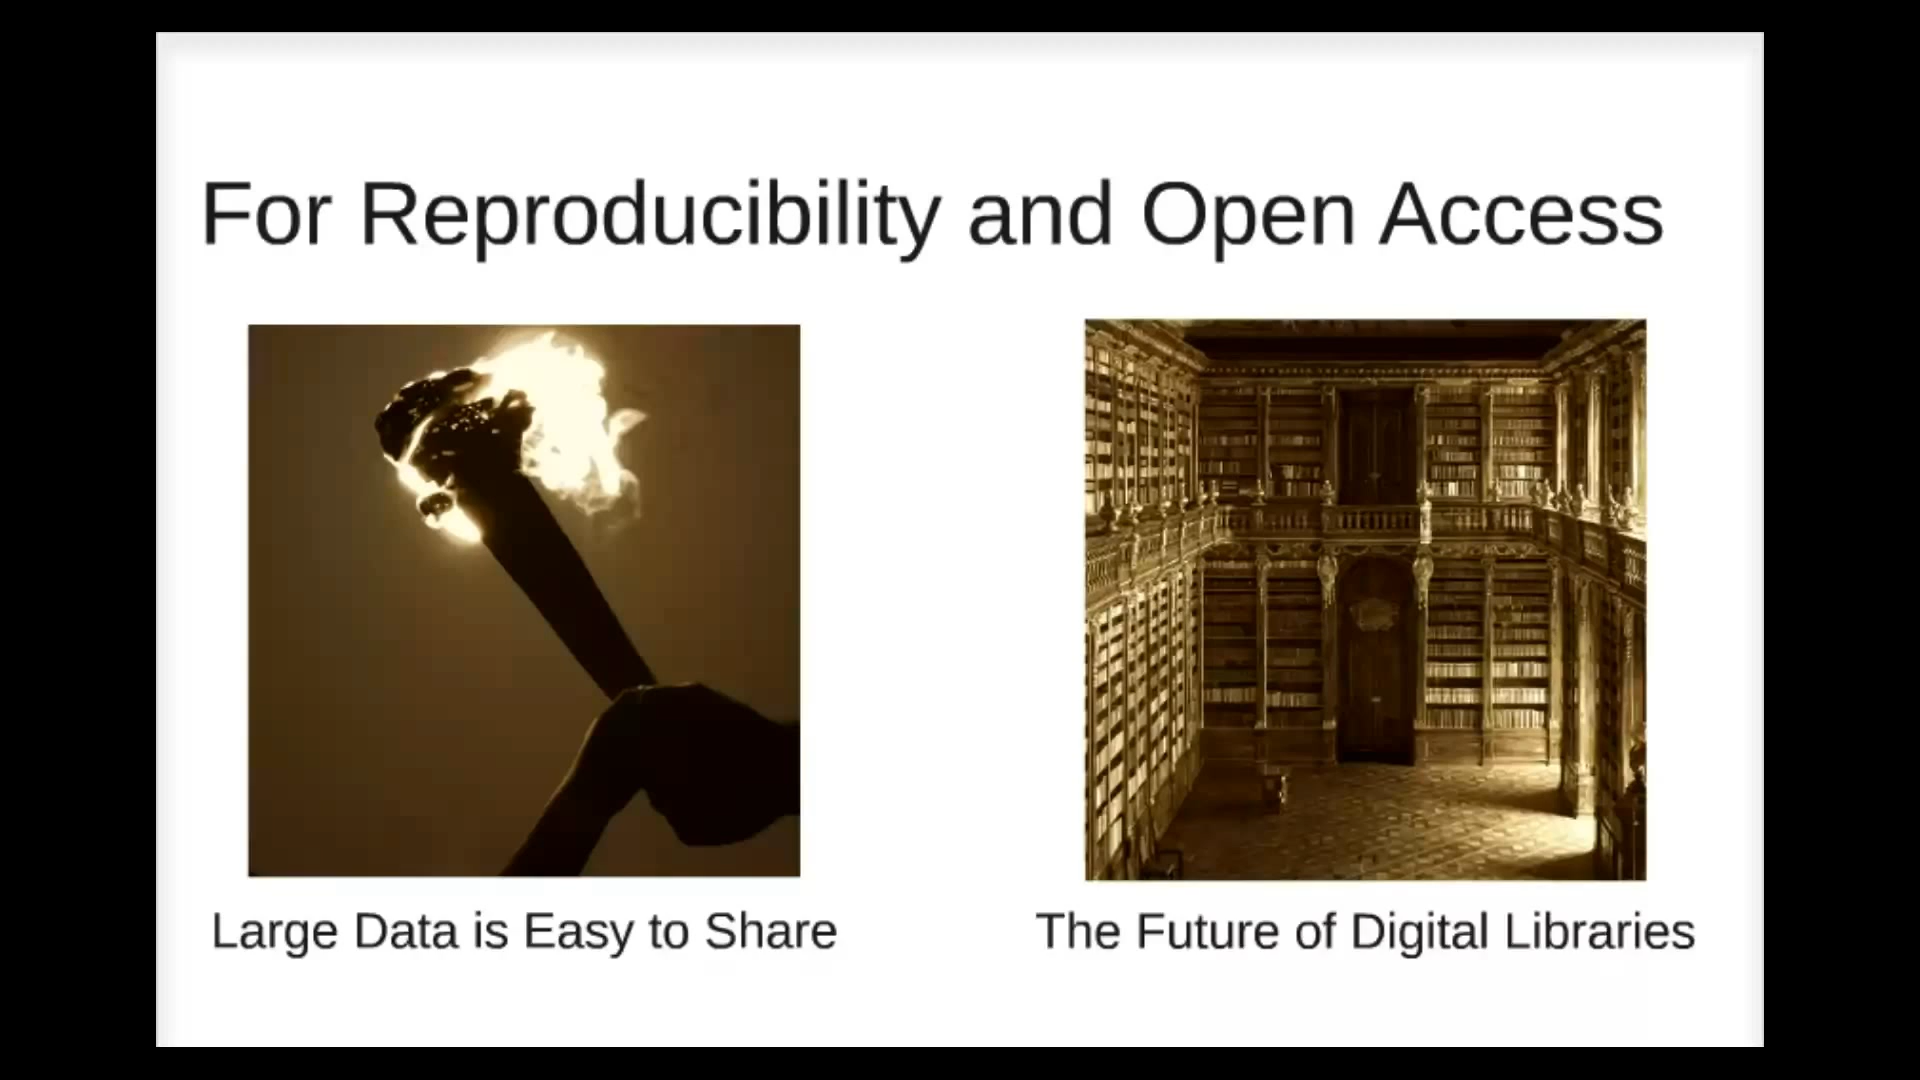 For Reproducibility and Open Access
Large Data is Easy to Share
The Future of Digital Libraries